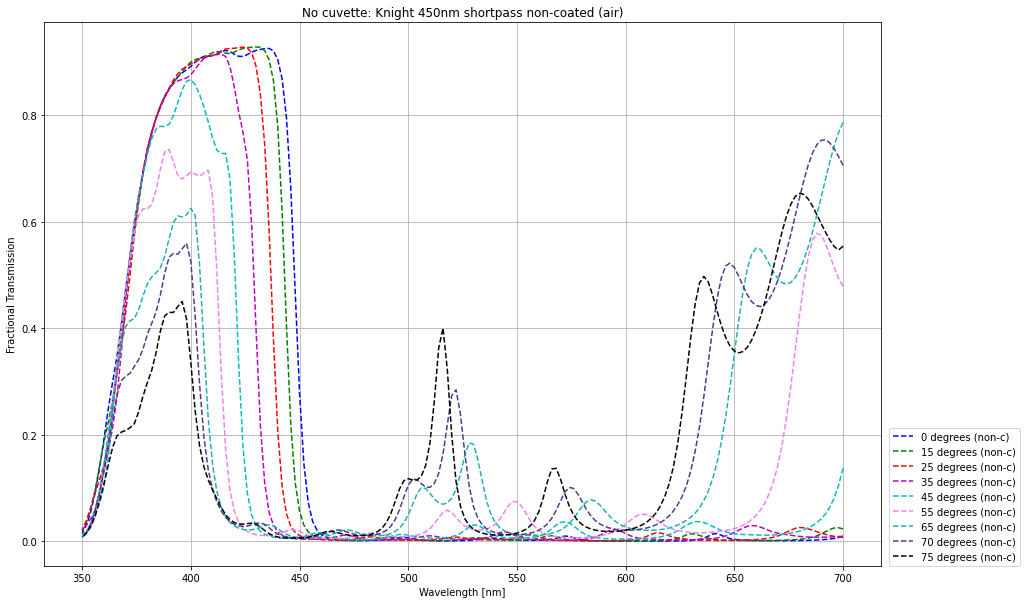 No cuvette: Knight 450nm shortpass non-coated (air)
Fractional Transmission
0.8
0.6
0.4
0.2
0.0
350 400 450 500 550 600 650 700
Wavelength [nm]
0 degrees (non-c)
15 degrees (non-c)
25 degrees (non-c)
35 degrees (non-c)
45 degrees (non-c)
55 degrees (non-c)
65 degrees (non-c)
70 degrees (non-c)
75 degrees (non-c)